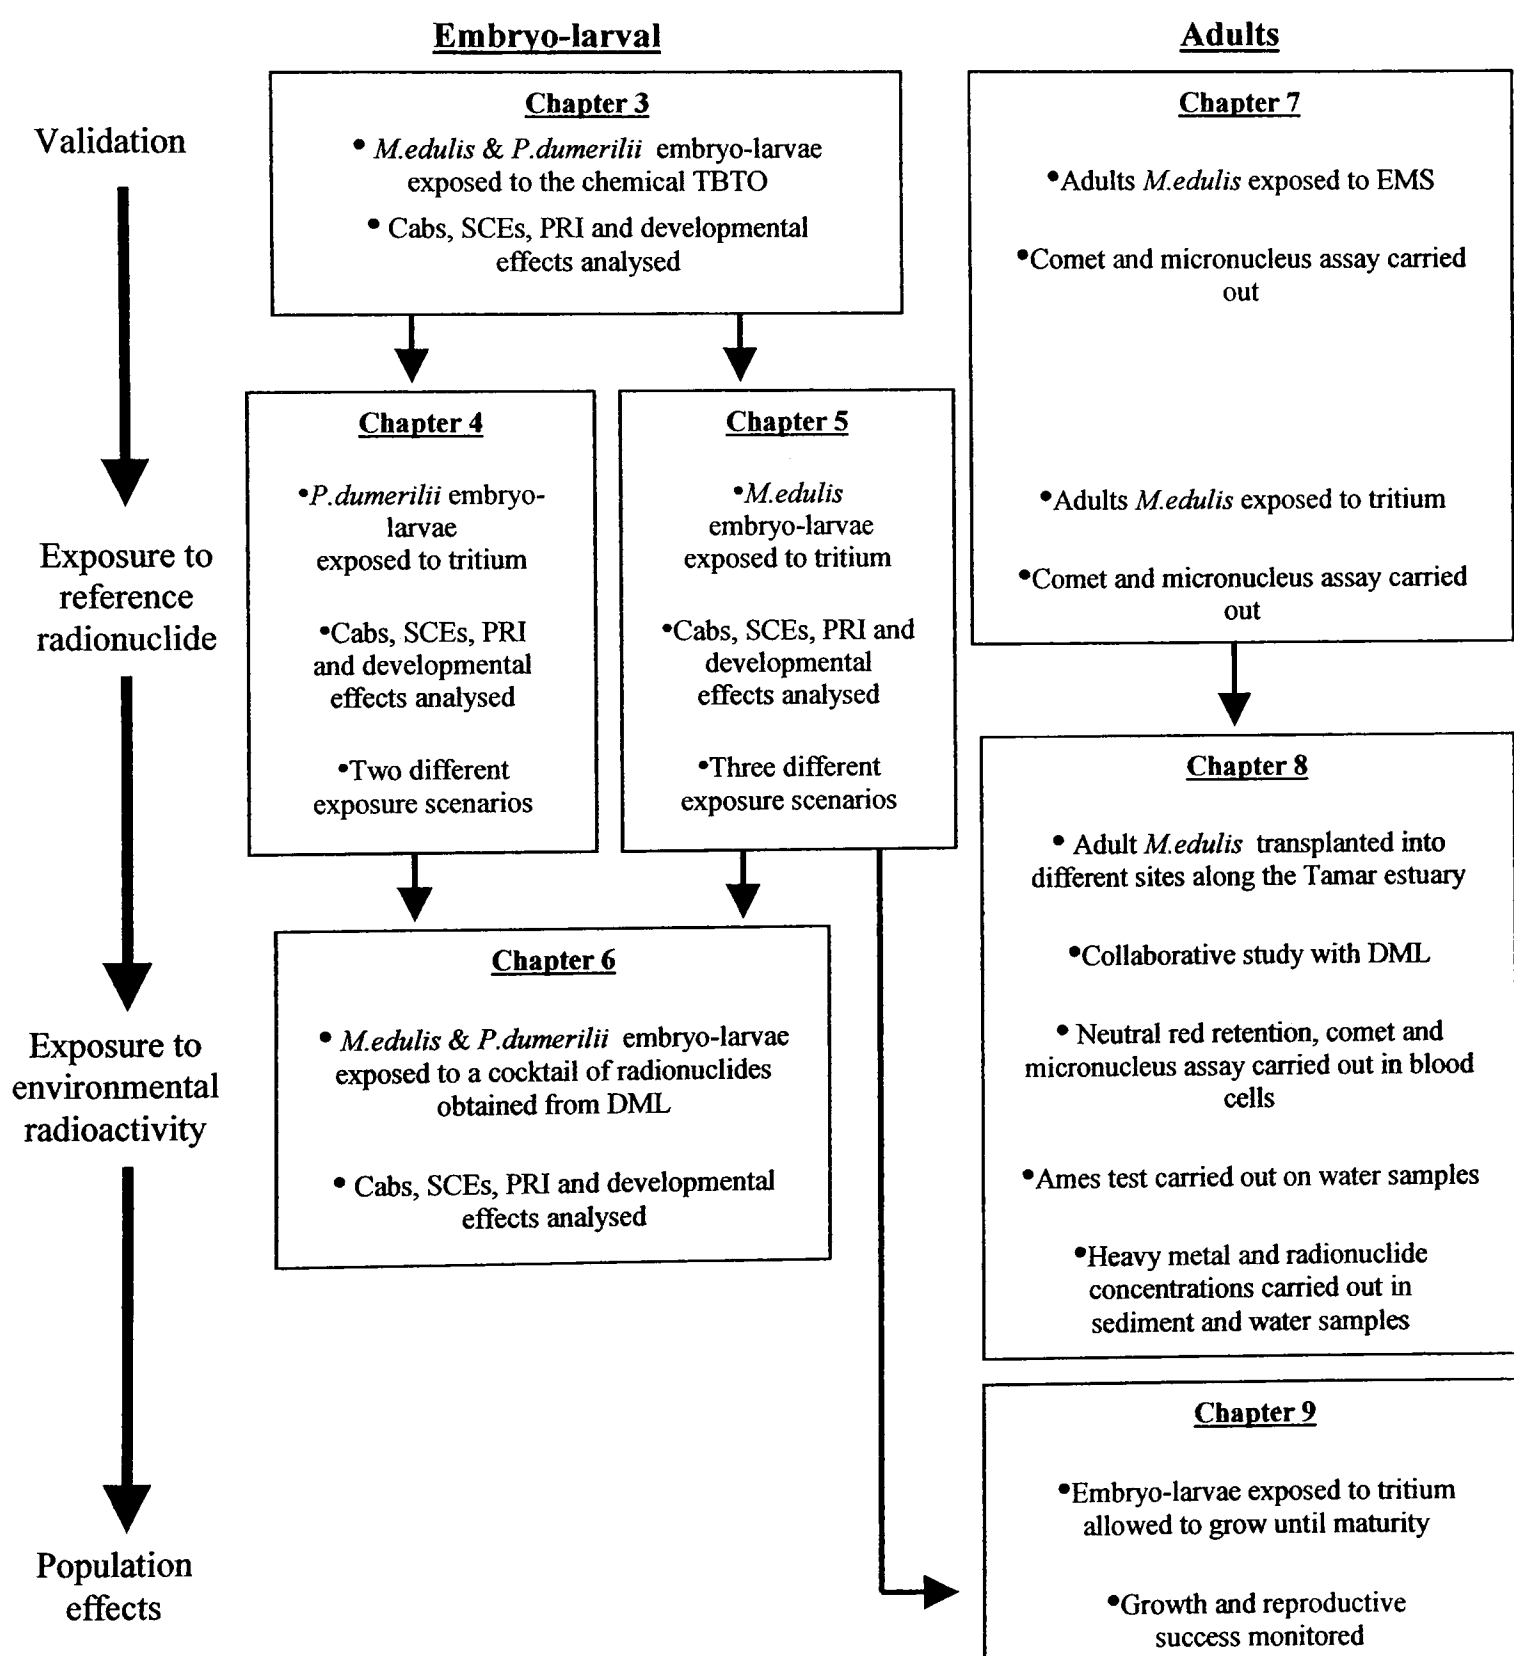 Embryo-larval
Adults
Validation
Exposure to
reference
radionuclide
Exposure to
environmental
radioactivity
Population
effects
Chapter 3
• M.edulis & P.dumerilii embryo-larvae
exposed to the chemical TBTO
• Cabs, SCEs, PRI and developmental
effects analysed
Chapter 4
•P.dumerilii embryo-
larvae
exposed to tritium
•Cabs, SCEs, PRI
and developmental
effects analysed
•Two different
exposure scenarios
Chapter 5
•M.edulis
embryo-larvae
exposed to tritium
•Cabs, SCEs, PRI and
developmental
effects analysed
•Three different
exposure scenarios
Chapter 6
• M.edulis & P.dumerilii embryo-larvae
exposed to a cocktail of radionuclides
obtained from DML
• Cabs, SCEs, PRI and developmental
effects analysed
Chapter 7
•Adults M.edulis exposed to EMS
•Comet and micronucleus assay carried
out
•Adults M.edulis exposed to tritium
•Comet and micronucleus assay carried
out
Chapter 8
• Adult M.edulis transplanted into
different sites along the Tamar estuary
•Collaborative study with DML
• Neutral red retention, comet and
micronucleus assay carried out in blood
cells
•Ames test carried out on water samples
•Heavy metal and radionuclide
concentrations carried out in
sediment and water samples
Chapter 9
•Embryo-larvae exposed to tritium
allowed to grow until maturity
•Growth and reproductive
success monitored